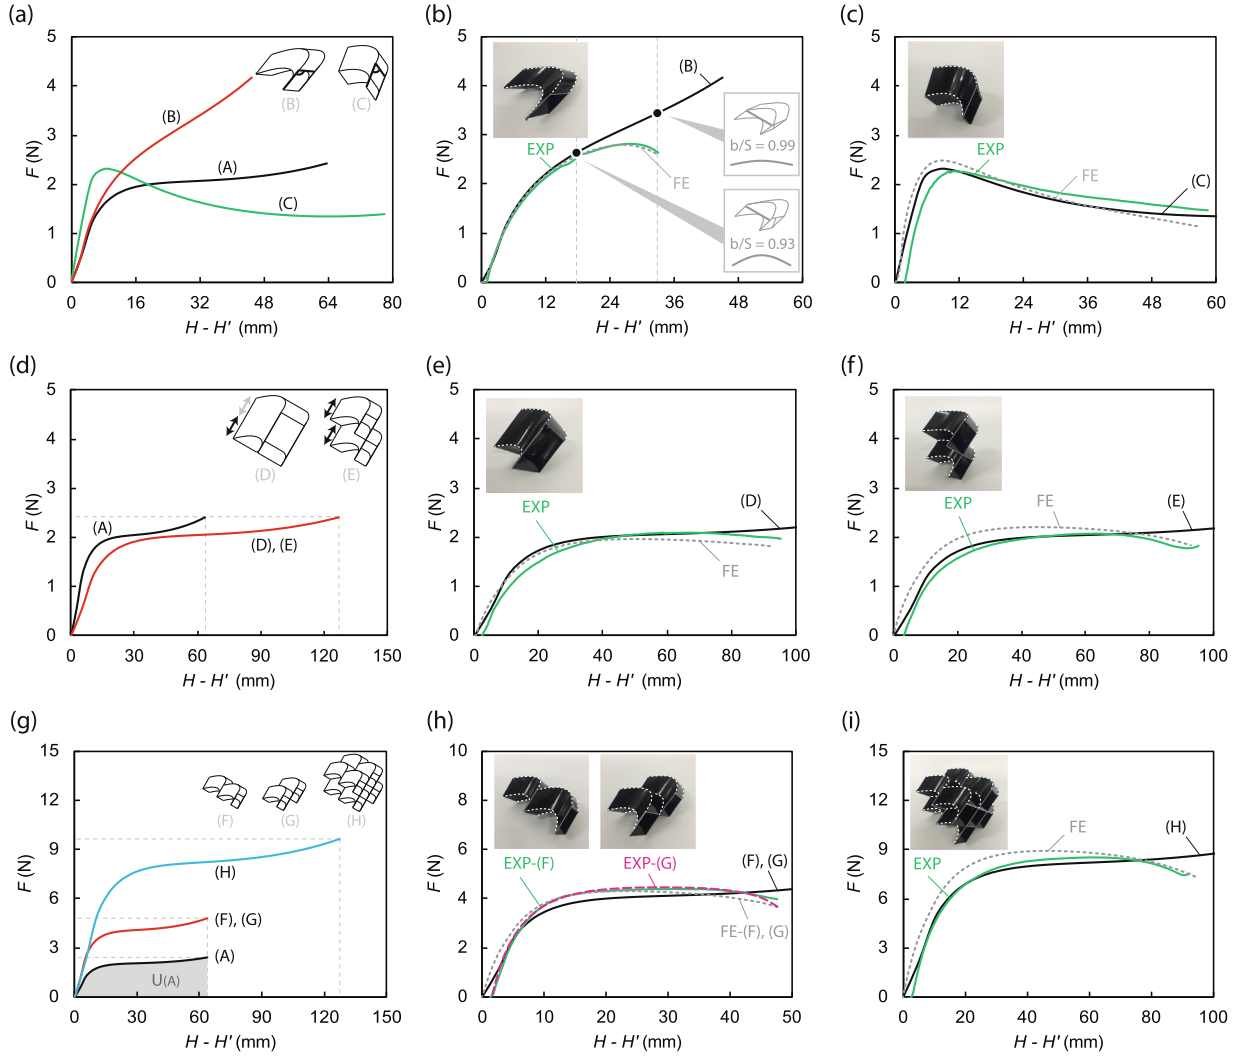 (a)
F (N)
5
4
3
2
1
0
(B)
(C)
(B)
(A)
(C)
0 16 32 48 64 80
H - H' (mm)
(b)
F (N)
5
4
3
2
1
0
(B)
EXP
FE
b/S = 0.99
b/S = 0.93
0 12 24 36 48 60
H - H' (mm)
(c)
F (N)
5
4
3
2
1
0
EXP
FE
(C)
0 12 24 36 48 60
H - H' (mm)
(d)
F (N)
5
4
3
2
1
0
(D)
(E)
(A)
(D), (E)
0 30 60 90 120 150
H - H' (mm)
(e)
F (N)
5
4
3
2
1
0
EXP
(D)
FE
0 20 40 60 80 100
H - H' (mm)
(f)
F (N)
5
4
3
2
1
0
FE
(E)
EXP
0 20 40 60 80 100
H - H' (mm)
(g)
F (N)
15
12
9
6
3
0
(F)
(G)
(H)
(H)
(F), (G)
(A)
U(A)
0 30 60 90 120 150
H - H' (mm)
(h)
F (N)
10
8
6
4
2
0
EXP-(F)
EXP-(G)
(F), (G)
FE-(F), (G)
0 10 20 30 40 50
H - H' (mm)
(i)
F (N)
15
12
9
6
3
0
FE
(H)
EXP
0 20 40 60 80 100
H - H' (mm)